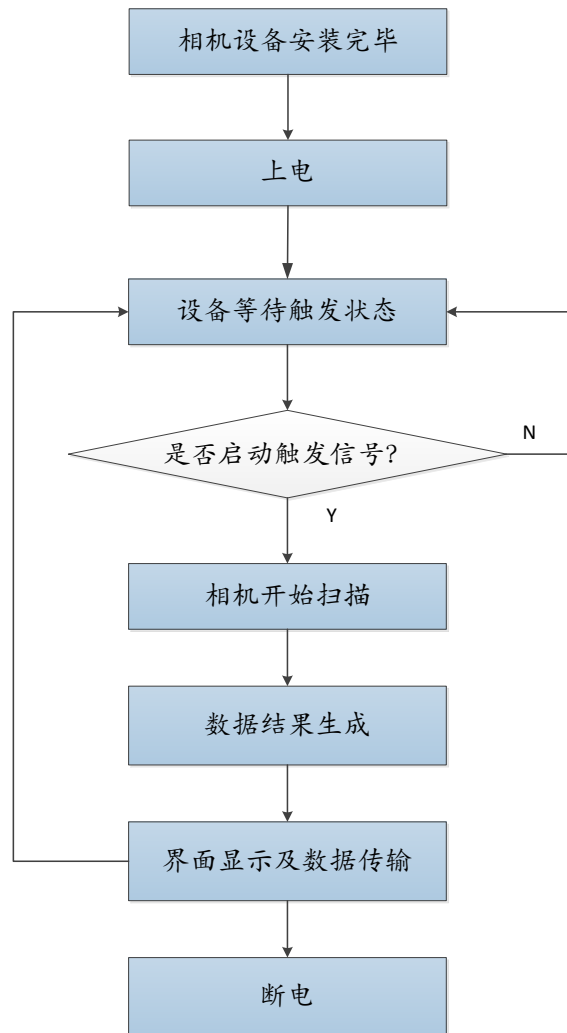 相机设备安装完毕
上电
设备等待触发状态
是否启动触发信号?
N
Y
相机开始扫描
数据结果生成
界面显示及数据传输
断电